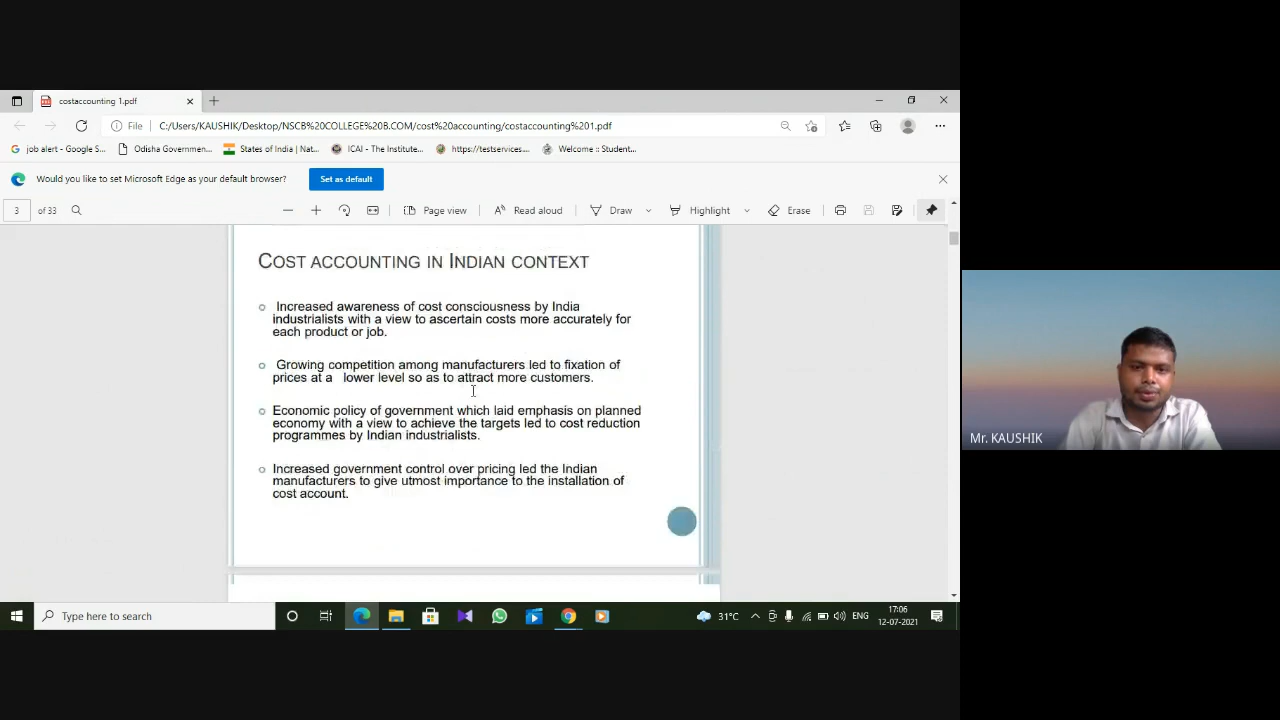 costaccounting 1.pdf
File C:/Users/KAUSHIK/Desktop/NSCB%20COLLEGE%20B.COM/cost%20accounting/costaccounting%201.pdf
job alert - Google S... Odisha Governmen... States of India | Nat... ICAI - The Institute... https://testservices.... Welcome :: Student...
Would you like to set Microsoft Edge as your default browser? Set as default
3 of 33 Page view Read aloud Draw Highlight Erase
COST ACCOUNTING IN INDIAN CONTEXT
Increased awareness of cost consciousness by India
industrialists with a view to ascertain costs more accurately for
each product or job.
Growing competition among manufacturers led to fixation of
prices at a lower level so as to attract more customers.
Economic policy of government which laid emphasis on planned
economy with a view to achieve the targets led to cost reduction
programmes by Indian industrialists.
Increased government control over pricing led the Indian
manufacturers to give utmost importance to the installation of
cost account.
Mr. KAUSHIK
Type here to search 31°C ENG 17:06
12-07-2021